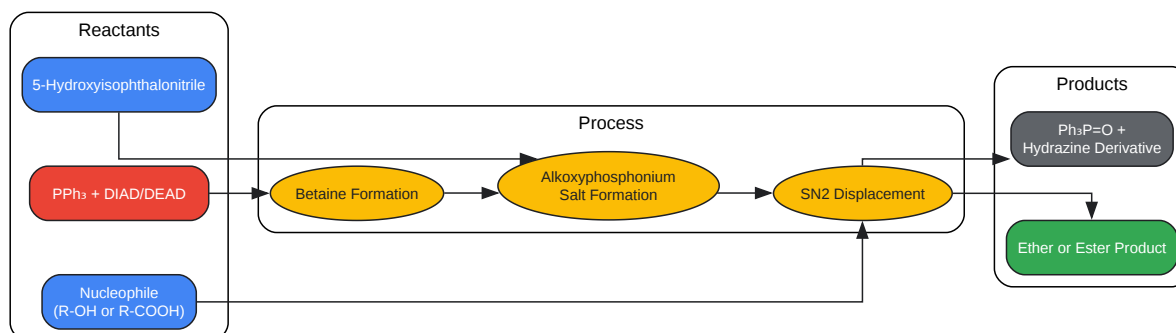 Reactants
5-Hydroxyisophthalonitrile
PPh₃ + DIAD/DEAD
Nucleophile
(R-OH or R-COOH)
Process
Betaine Formation
Alkoxyphosphonium
Salt Formation
SN2 Displacement
Products
Ph₃P=O +
Hydrazine Derivative
Ether or Ester Product